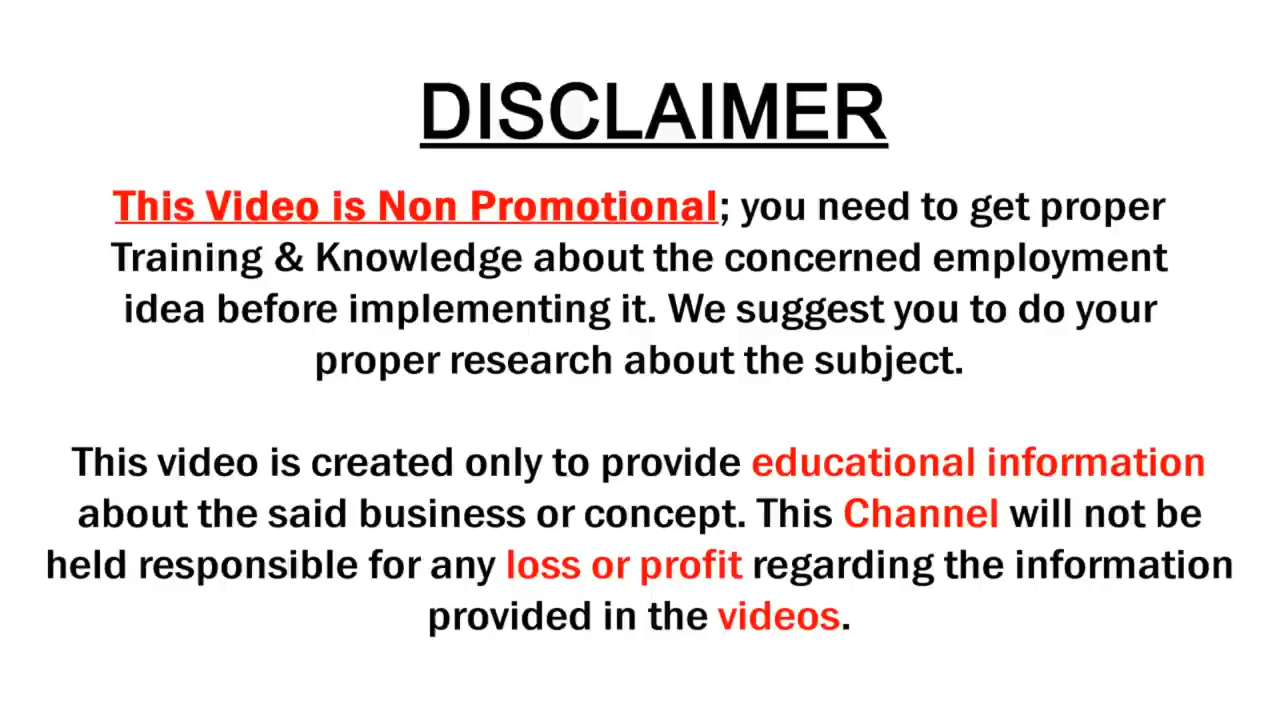 DISCLAIMER
This Video is Non Promotional; you need to get proper
Training & Knowledge about the concerned employment
idea before implementing it. We suggest you to do your
proper research about the subject.
This video is created only to provide educational information
about the said business or concept. This Channel will not be
held responsible for any loss or profit regarding the information
provided in the videos.